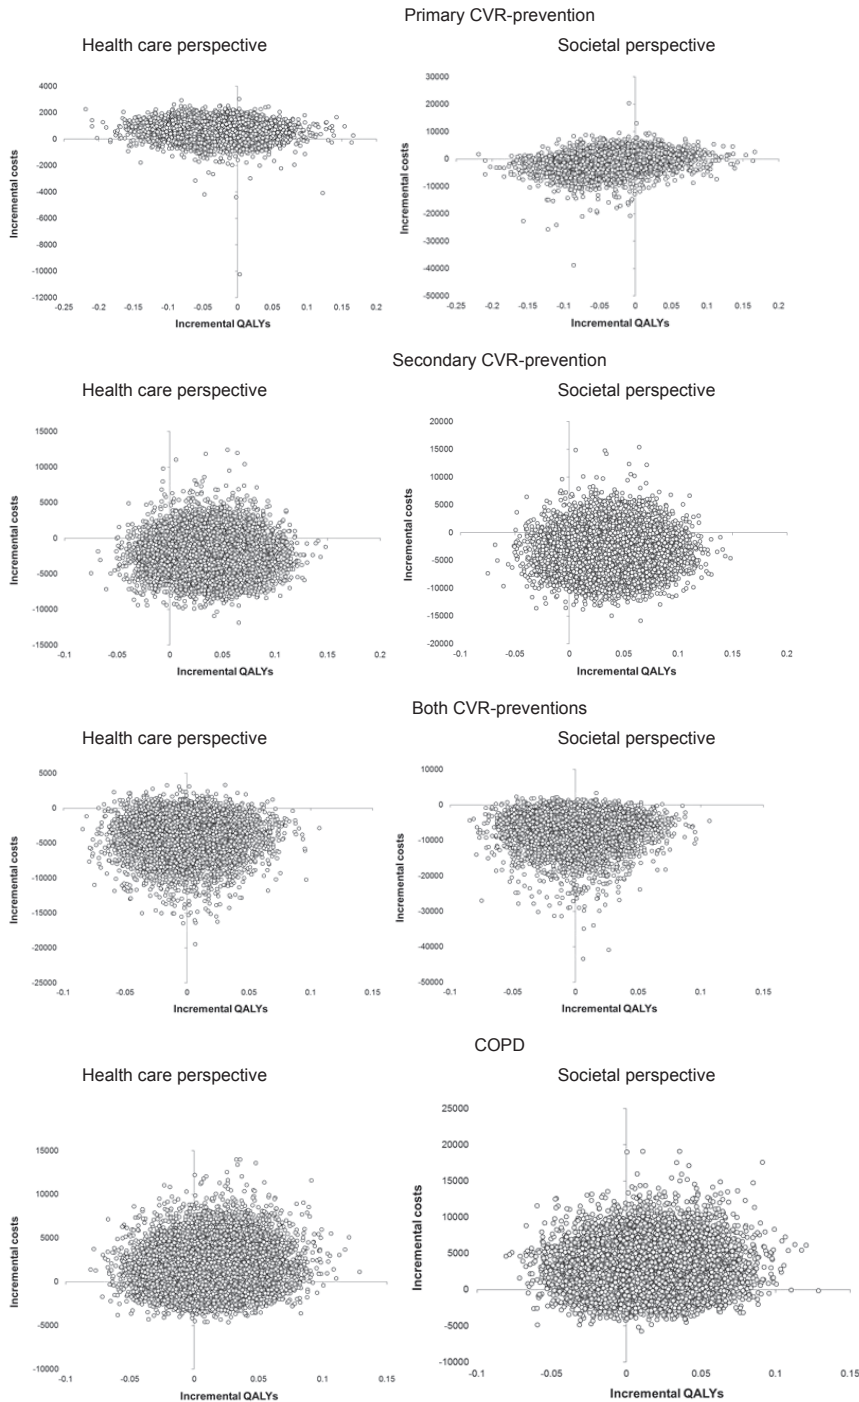 Primary CVR-prevention
Health care perspective
Societal perspective
4000
2000
0
-2000
-4000
-6000
-8000
-10000
-12000
-0.25 -0.2 -0.15 -0.1 -0.05 0 0.05 0.1 0.15 0.2
Incremental costs
Incremental QALYs
30000
20000
10000
0
-10000
-20000
-30000
-40000
-50000
-0.25 -0.2 -0.15 -0.1 -0.05 0 0.05 0.1 0.15 0.2
Incremental costs
Incremental QALYs
Secondary CVR-prevention
Health care perspective
Societal perspective
15000
10000
5000
0
-5000
-10000
-15000
-0.1 -0.05 0 0.05 0.1 0.15 0.2
Incremental costs
Incremental QALYs
20000
15000
10000
5000
0
-5000
-10000
-15000
-20000
-0.1 -0.05 0 0.05 0.1 0.15 0.2
Incremental costs
Incremental QALYs
Both CVR-preventions
Health care perspective
Societal perspective
5000
0
-5000
-10000
-15000
-20000
-25000
-0.1 -0.05 0 0.05 0.1 0.15
Incremental costs
Incremental QALYs
10000
0
-10000
-20000
-30000
-40000
-50000
-0.1 -0.05 0 0.05 0.1 0.15
Incremental costs
Incremental QALYs
COPD
Health care perspective
Societal perspective
15000
10000
5000
0
-5000
-10000
-0.1 -0.05 0 0.05 0.1 0.15
Incremental costs
Incremental QALYs
25000
20000
15000
10000
5000
0
-5000
-10000
-0.1 -0.05 0 0.05 0.1 0.15
Incremental costs
Incremental QALYs